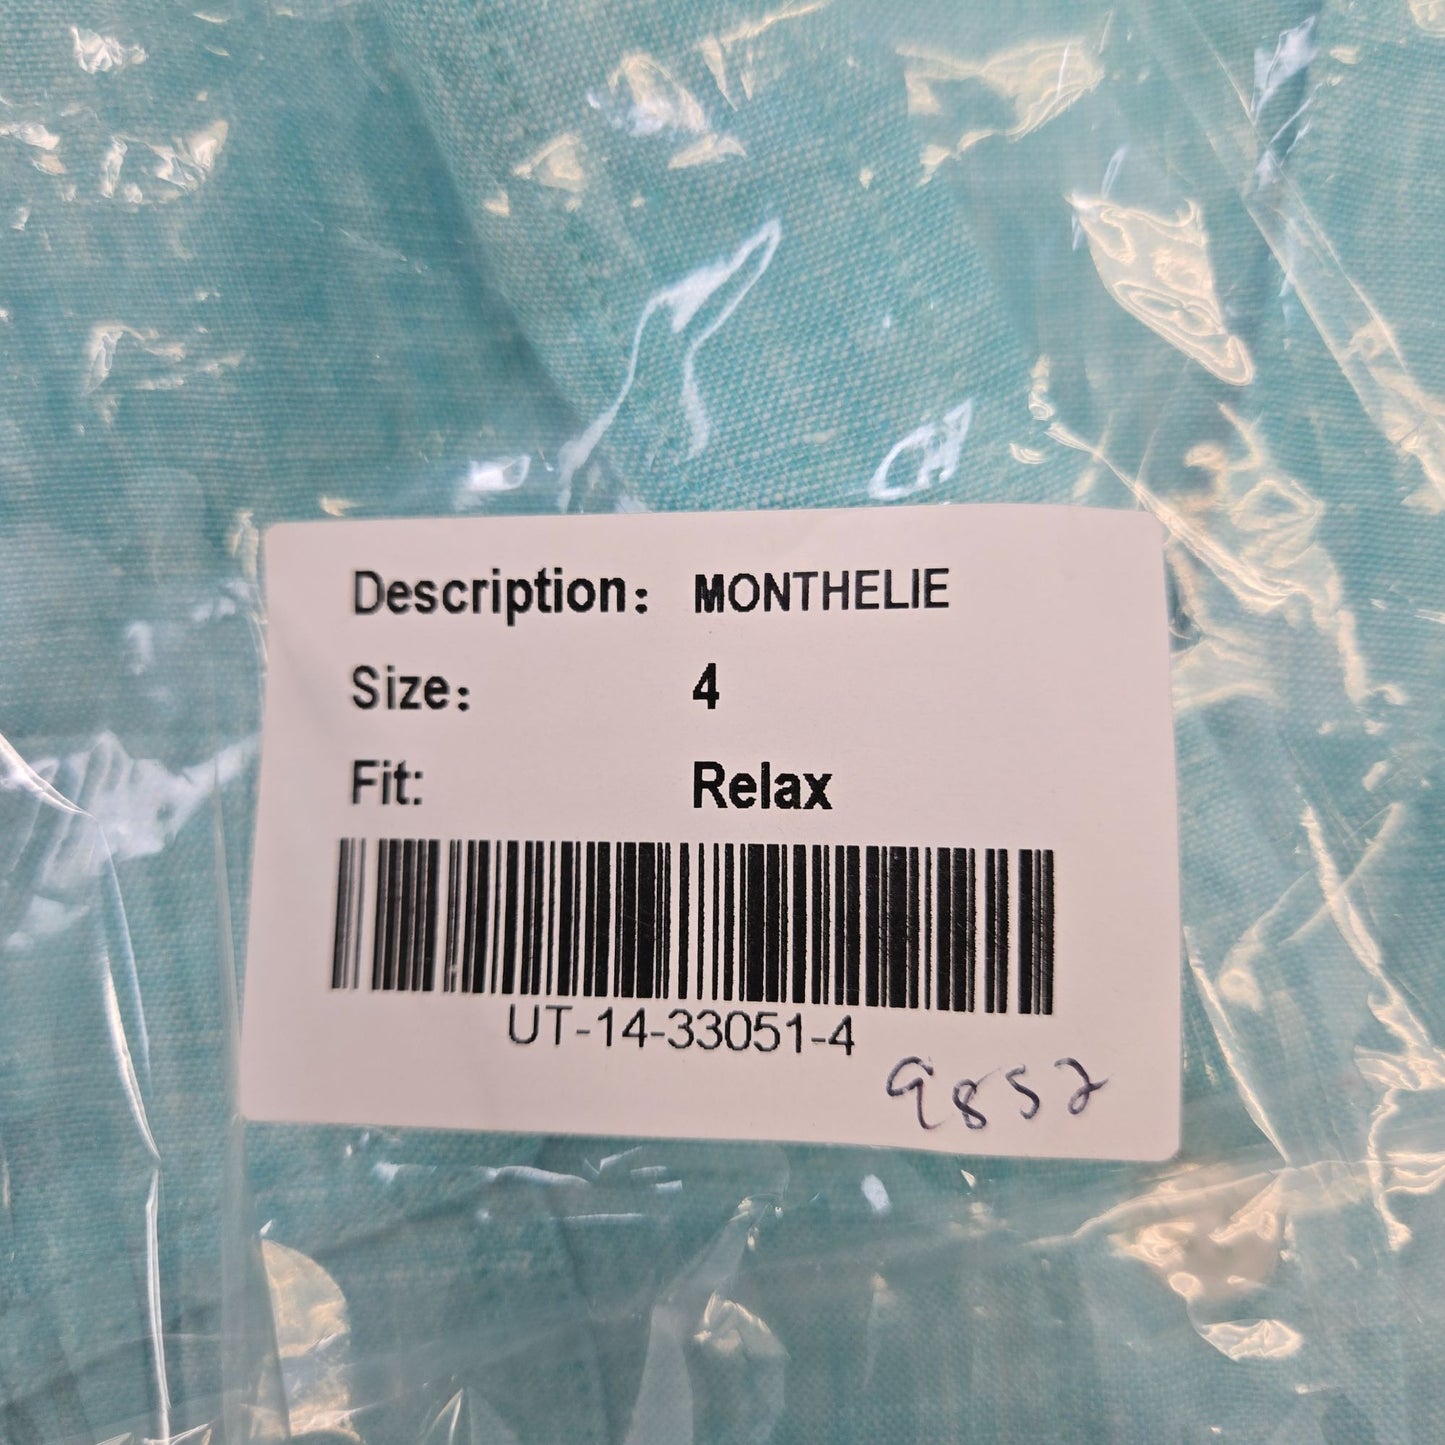 Description: MONTHELIE
Size: 4
Fit: Relax
UT-14-33051-4
9852